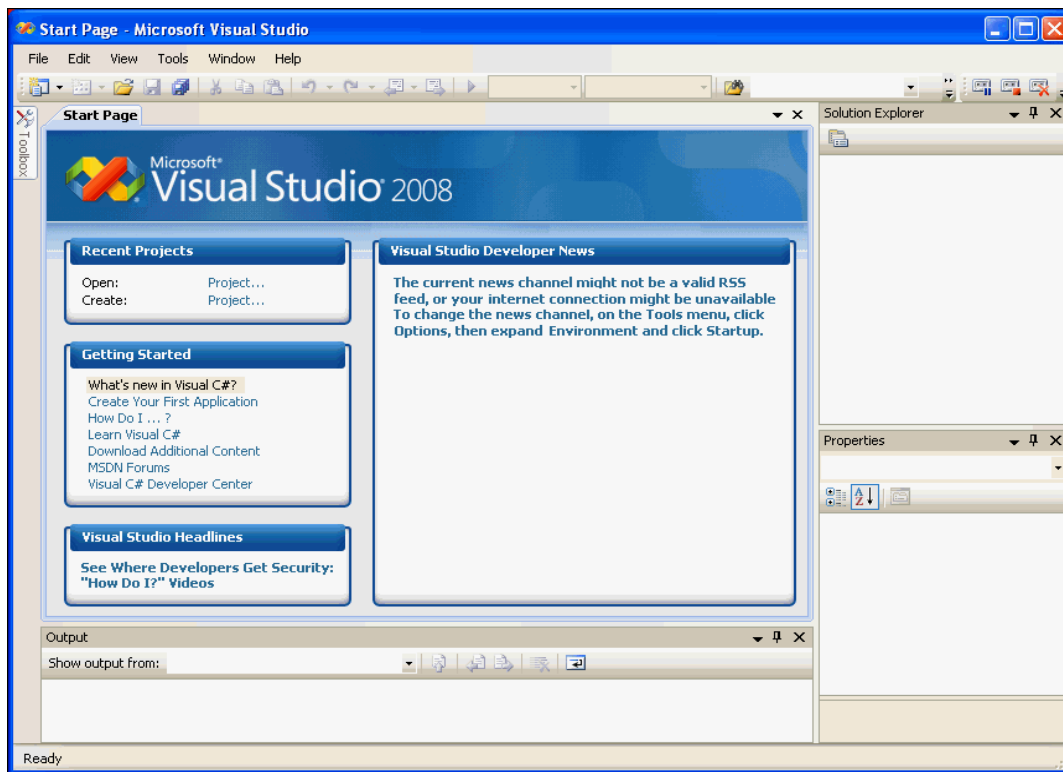 Start Page - Microsoft Visual Studio
File Edit View Tools Window Help
Toolbox
Start Page
Microsoft®
Visual Studio® 2008
Recent Projects
Open: Project...
Create: Project...
Getting Started
What's new in Visual C#?
Create Your First Application
How Do I ... ?
Learn Visual C#
Download Additional Content
MSDN Forums
Visual C# Developer Center
Visual Studio Headlines
See Where Developers Get Security:
"How Do I?" Videos
Visual Studio Developer News
The current news channel might not be a valid RSS
feed, or your internet connection might be unavailable
To change the news channel, on the Tools menu, click
Options, then expand Environment and click Startup.
Solution Explorer
Properties
Output
Show output from:
Ready